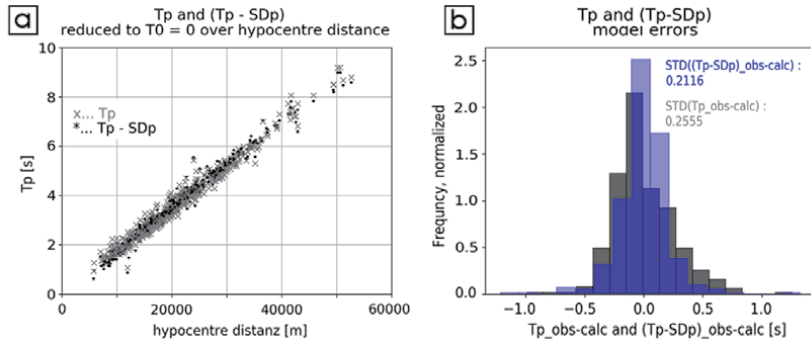 a
Tp and (Tp - SDp)
reduced to T0 = 0 over hypocentre distance
10
8
6
4
2
0
Tp [s]
×... Tp
*... Tp - SDp
0
20000
40000
60000
hypocentre distanz [m]
b
Tp and (Tp-SDp)
model errors
2.5
2.0
1.5
1.0
0.5
0.0
Frequncy, normalized
STD((Tp-SDp)_obs-calc) :
0.2116
STD(Tp_obs-calc) :
0.2555
−1.0
−0.5
0.0
0.5
1.0
Tp_obs-calc and (Tp-SDp)_obs-calc [s]